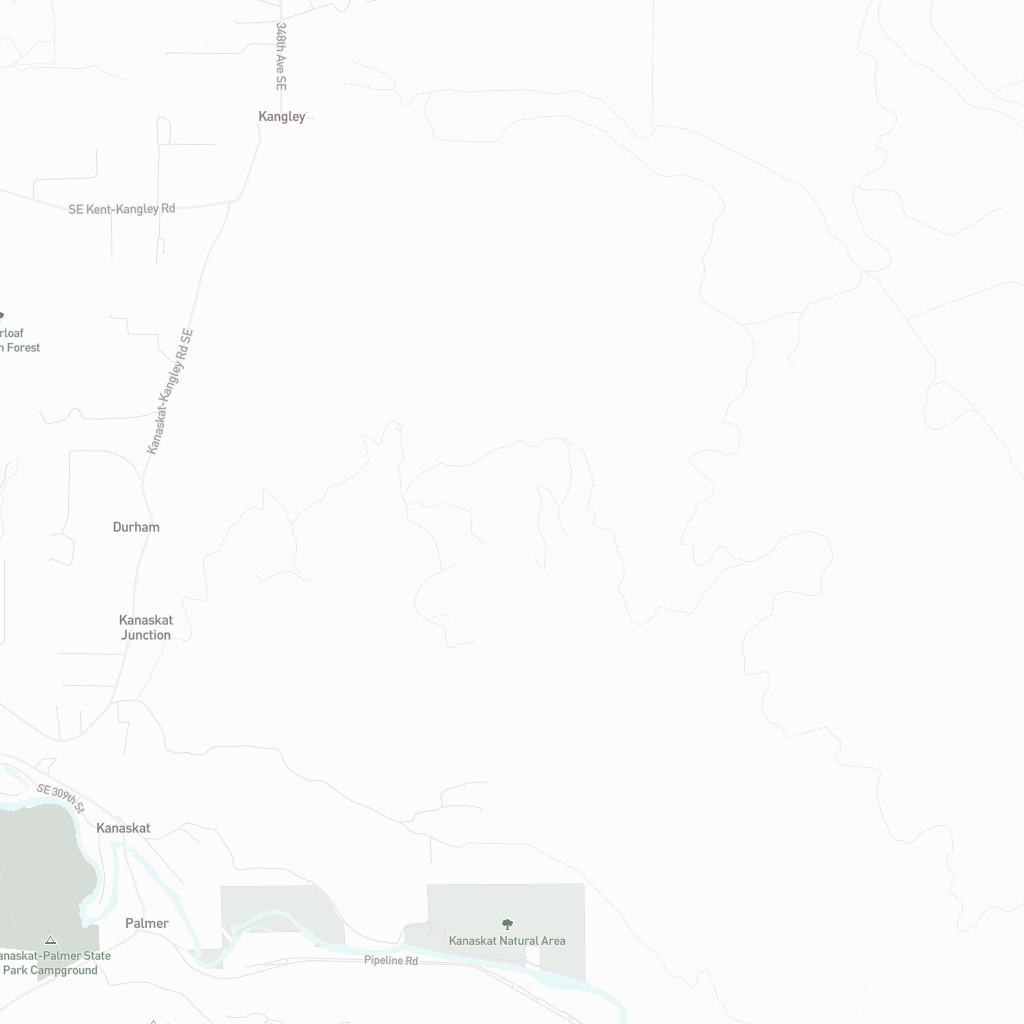 348th Ave SE
Kangley
SE Kent-Kangley Rd
rloaf
n Forest
Kanaskat-Kangley Rd SE
Durham
Kanaskat
Junction
SE 309th St
Kanaskat
Palmer
Kanaskat Natural Area
anaskat-Palmer State
Park Campground
Pipeline Rd